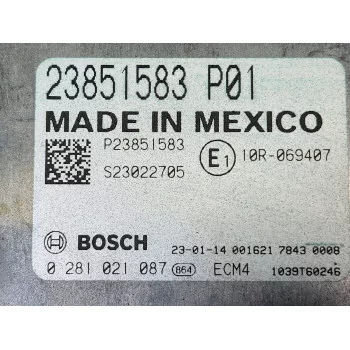 23851583 P01
MADE IN MEXICO
P23851583
S23022705
E1 10R-069407
BOSCH
23-01-14 001621 7843 0008
0 281 021 087 864 ECM4 1039T60246